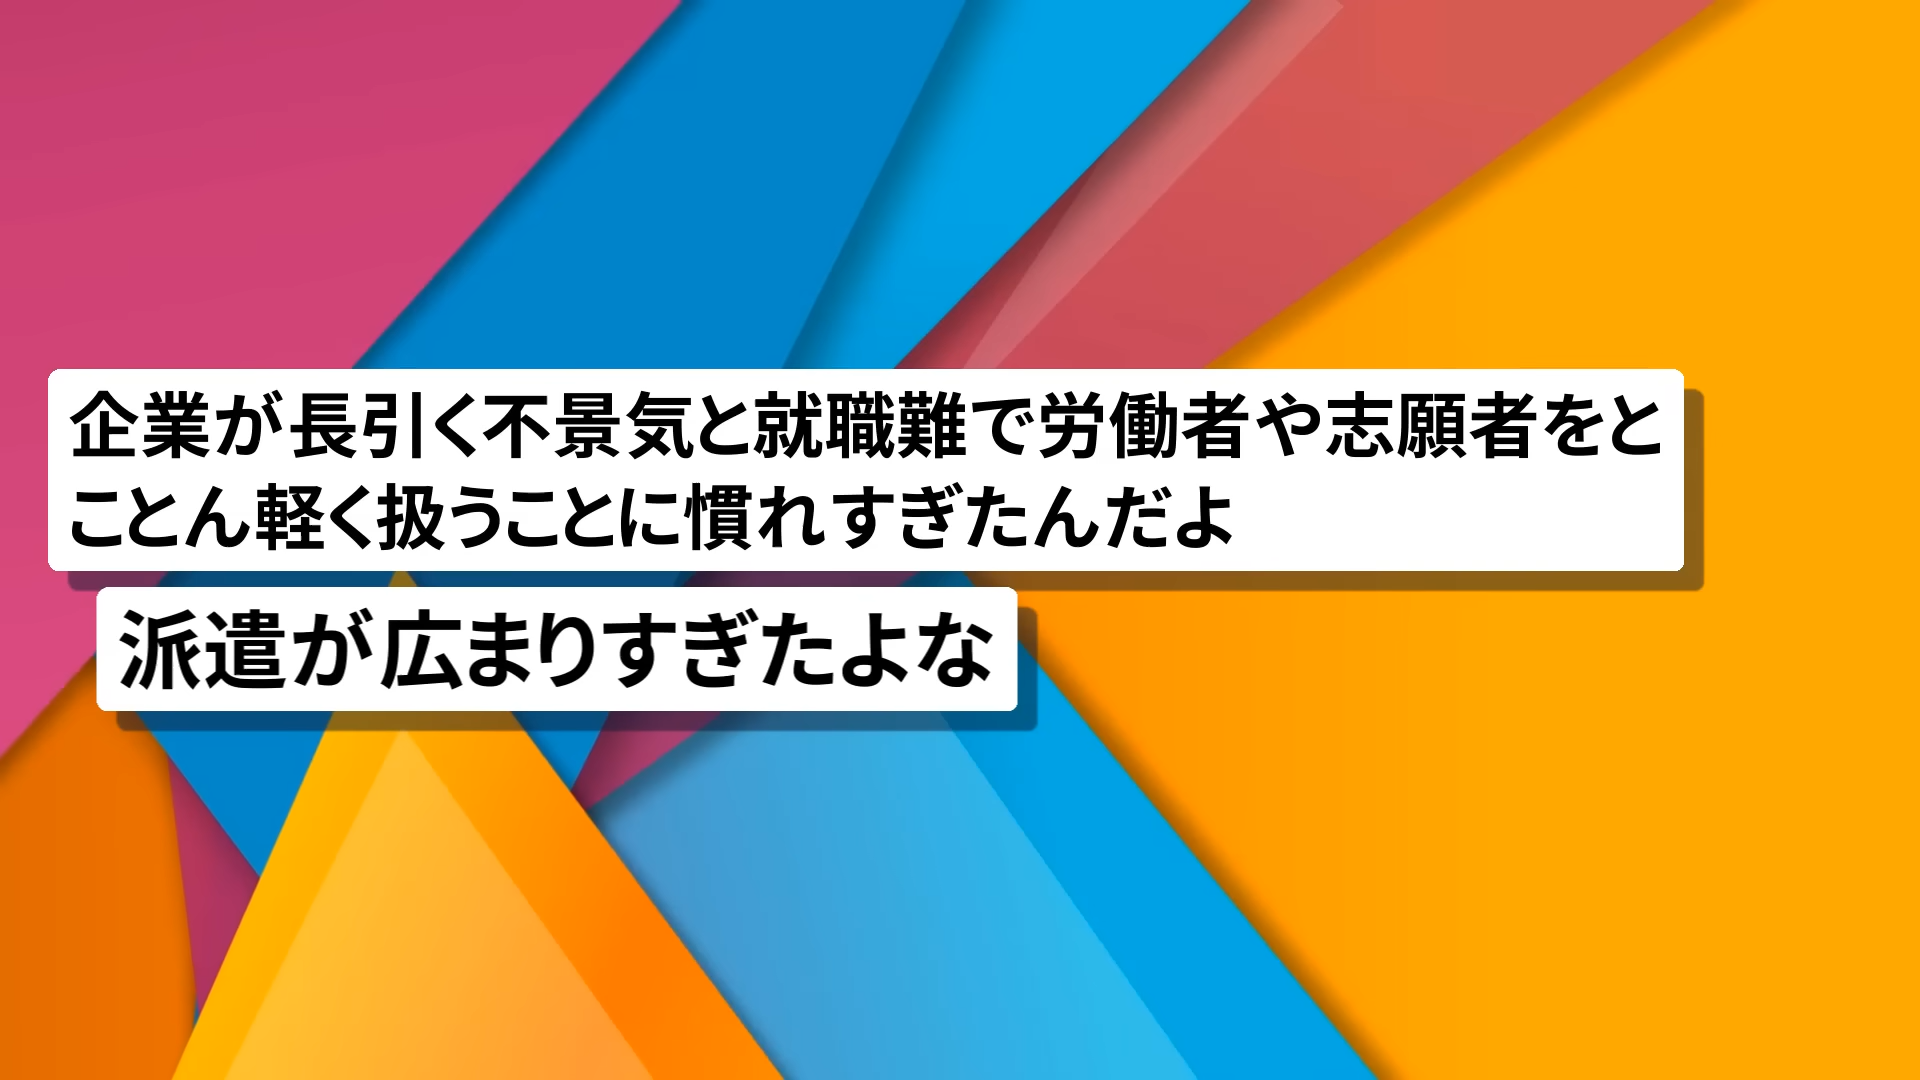 企業が長引く不景気と就職難で労働者や志願者をと
ことん軽く扱うことに慣れすぎたんだよ
派遣が広まりすぎたよな